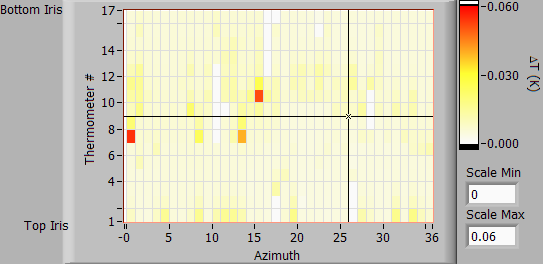 Bottom Iris
17
14
12
10
8
6
4
1
Top Iris
Thermometer #
-0 5 10 15 20 25 30 36
Azimuth
0.060
0.030
0.000
ΔT (K)
Scale Min
0
Scale Max
0.06